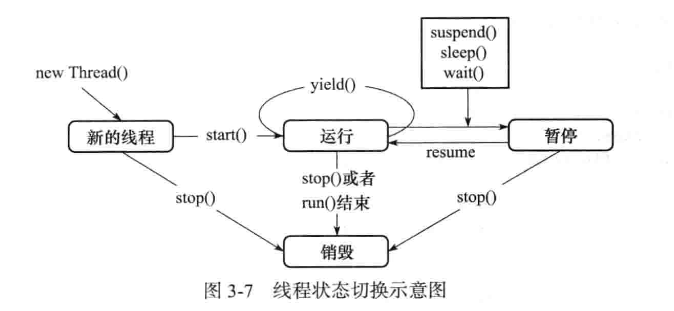 suspend()
sleep()
wait()
new Thread()
yield()
新的线程
start()
运行
暂停
resume
stop()或者
run()结束
stop()
stop()
销毁
图 3-7 线程状态切换示意图